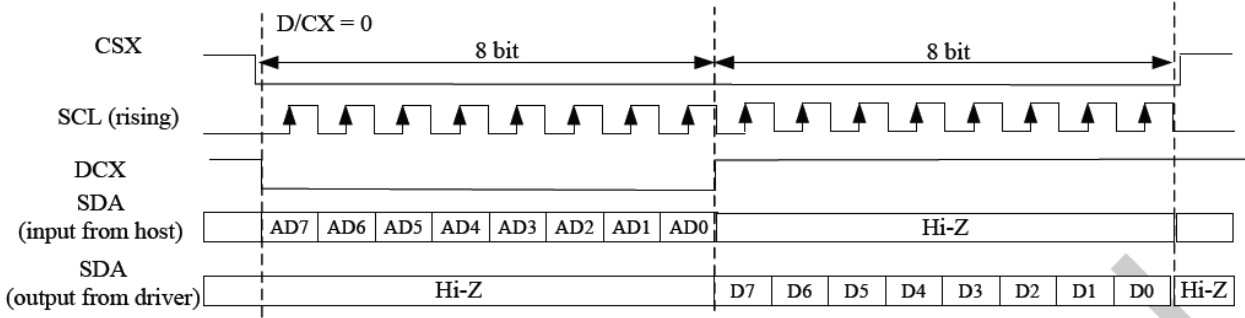 D/CX = 0
CSX
8 bit
8 bit
SCL (rising)
DCX
SDA
(input from host)
AD7 AD6 AD5 AD4 AD3 AD2 AD1 AD0 Hi-Z
SDA
(output from driver)
Hi-Z D7 D6 D5 D4 D3 D2 D1 D0 Hi-Z